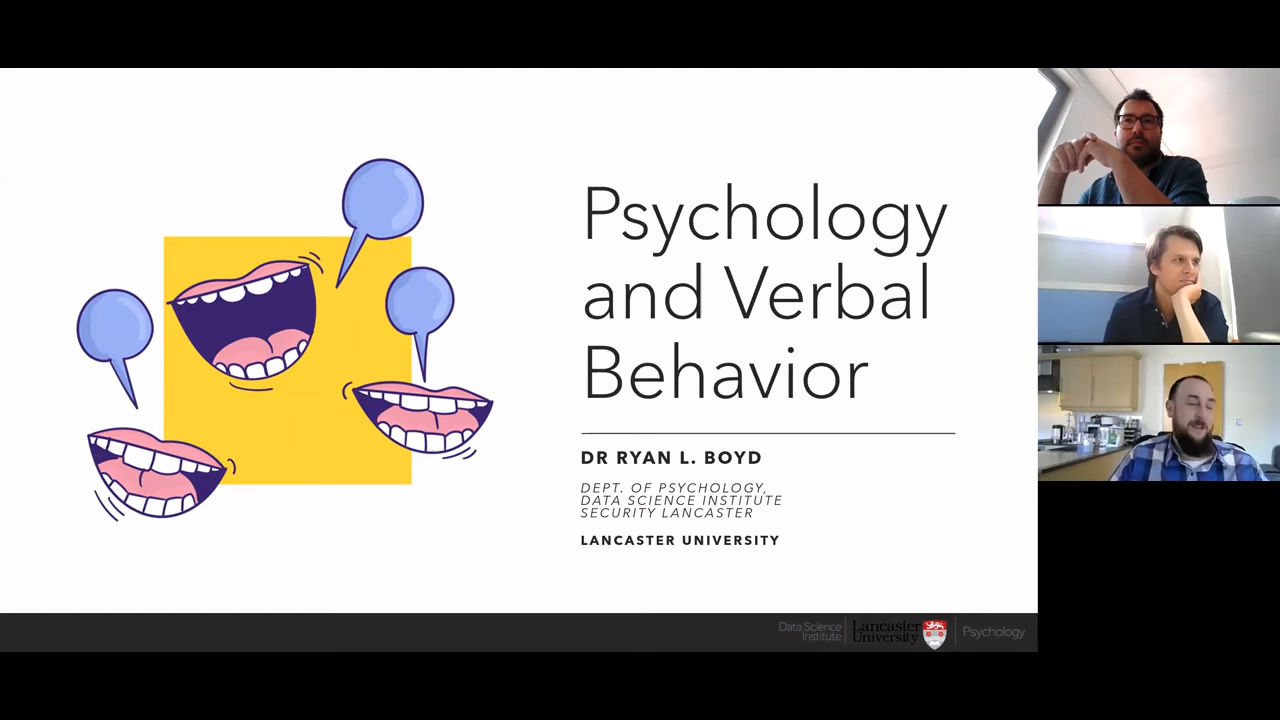 Psychology
and Verbal
Behavior
DR RYAN L. BOYD
DEPT. OF PSYCHOLOGY,
DATA SCIENCE INSTITUTE
SECURITY LANCASTER
LANCASTER UNIVERSITY
Data Science
Institute
Lancaster
University
Psychology